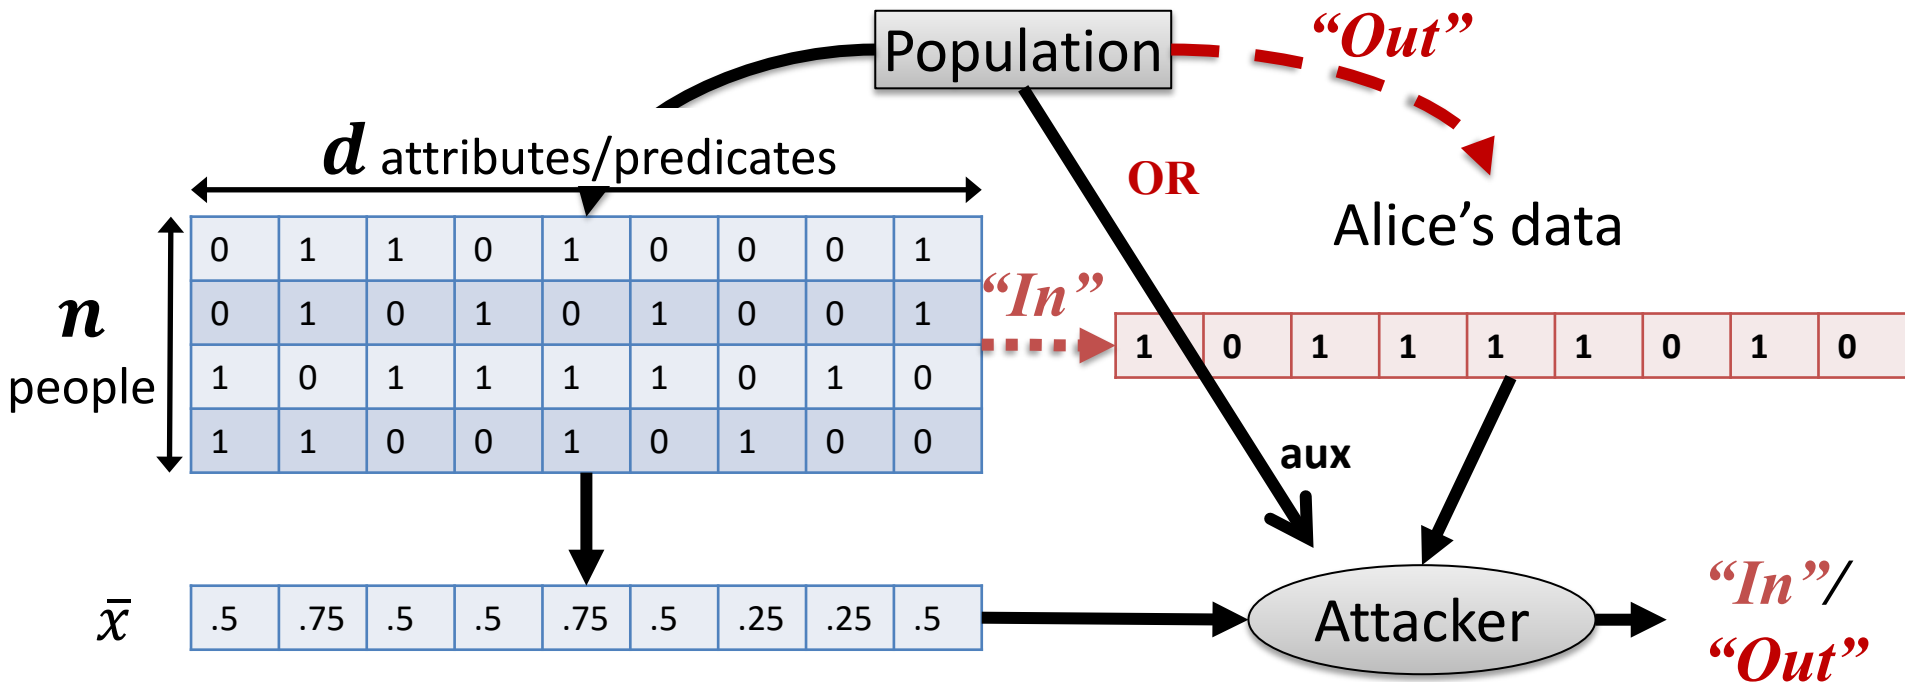 Population
“Out”
d attributes/predicates
OR
Alice’s data
n
people
0 1 1 0 1 0 0 0 1
0 1 0 1 0 1 0 0 1
1 0 1 1 1 1 0 1 0
1 1 0 0 1 0 1 0 0
“In”
1 0 1 1 1 1 0 1 0
aux
x̄ .5 .75 .5 .5 .75 .5 .25 .25 .5
Attacker
“In”/
“Out”